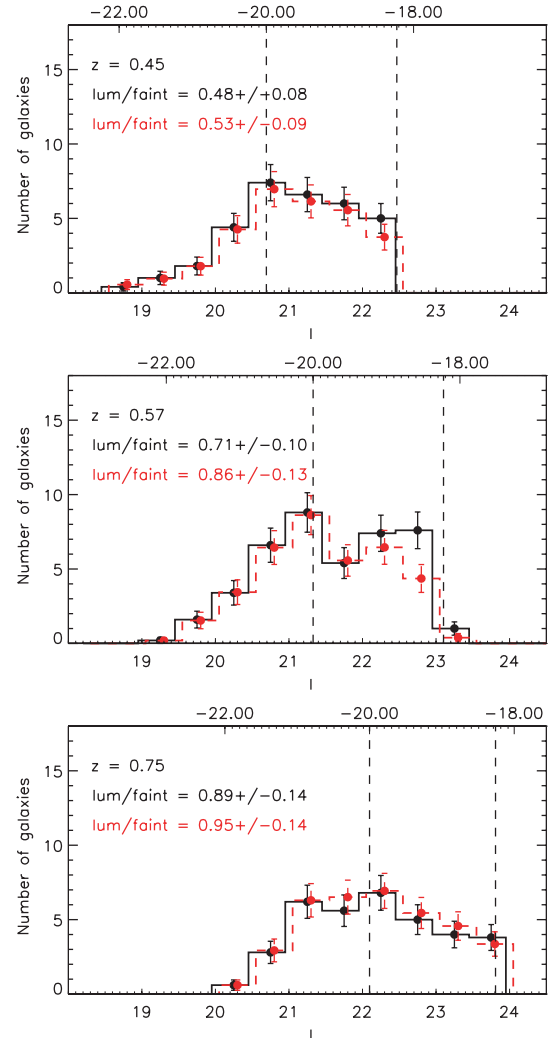 -22.00 -20.00 -18.00
z = 0.45
lum/faint = 0.48+/-0.08
lum/faint = 0.53+/-0.09
Number of galaxies
15
10
5
0
19 20 21 22 23 24
I
-22.00 -20.00 -18.00
z = 0.57
lum/faint = 0.71+/-0.10
lum/faint = 0.86+/-0.13
Number of galaxies
15
10
5
0
19 20 21 22 23 24
I
-22.00 -20.00 -18.00
z = 0.75
lum/faint = 0.89+/-0.14
lum/faint = 0.95+/-0.14
Number of galaxies
15
10
5
0
19 20 21 22 23 24
I